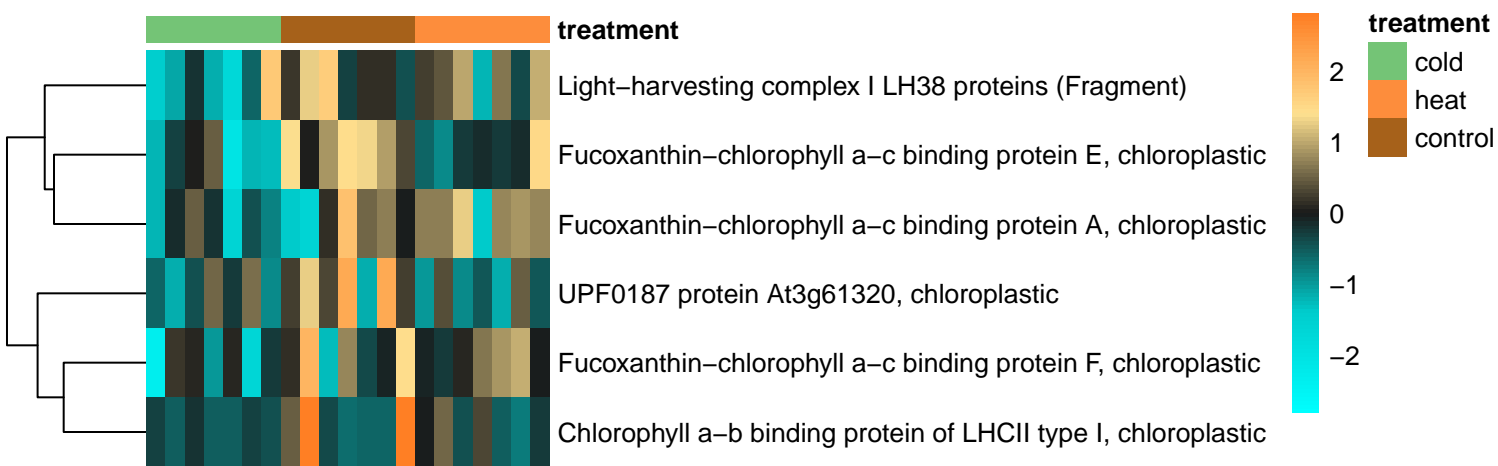 treatment
Light−harvesting complex I LH38 proteins (Fragment)
Fucoxanthin−chlorophyll a−c binding protein E, chloroplastic
Fucoxanthin−chlorophyll a−c binding protein A, chloroplastic
UPF0187 protein At3g61320, chloroplastic
Fucoxanthin−chlorophyll a−c binding protein F, chloroplastic
Chlorophyll a−b binding protein of LHCII type I, chloroplastic
2
1
0
−1
−2
treatment
cold
heat
control